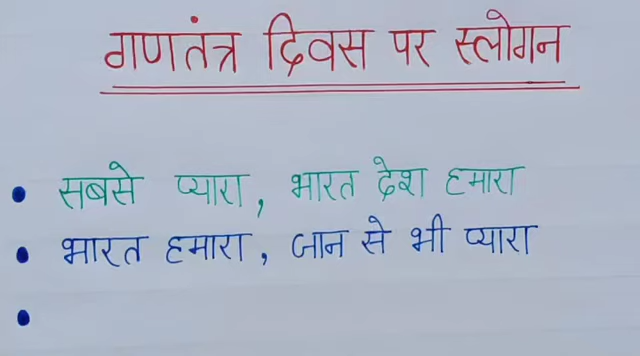 गणतंत्र दिवस पर स्लोगन
• सबसे प्यारा, भारत देश हमारा
• भारत हमारा, जान से भी प्यारा
•